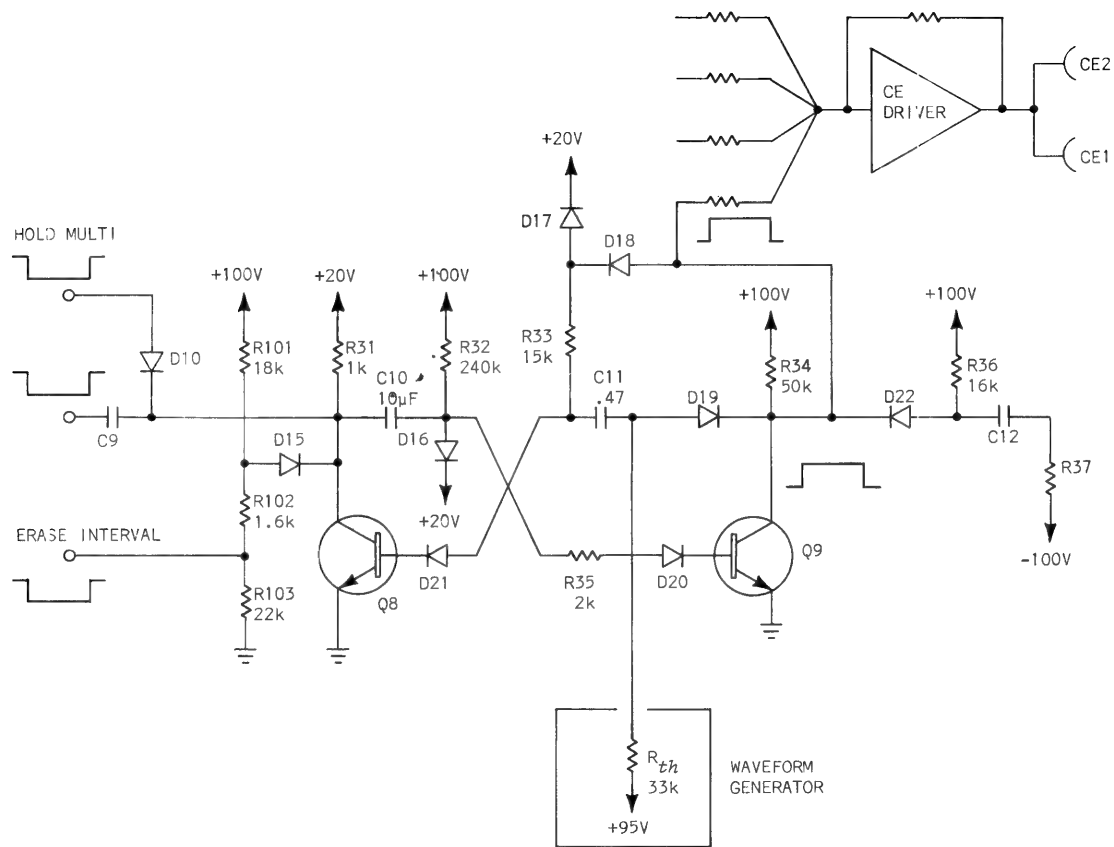 CE2
CE
DRIVER
CE1
+20V
D17
D18
HOLD MULTI
+100V
+20V
+100V
+100V
+100V
D10
R101
18k
R31
1k
C10
10μF
R32
240k
R33
15k
C11
.47
D19
R34
50k
D22
R36
16k
C9
D15
D16
C12
R37
R102
1.6k
+20V
ERASE INTERVAL
D21
R35
2k
D20
Q9
-100V
R103
22k
Q8
Rth
33k
+95V
WAVEFORM
GENERATOR